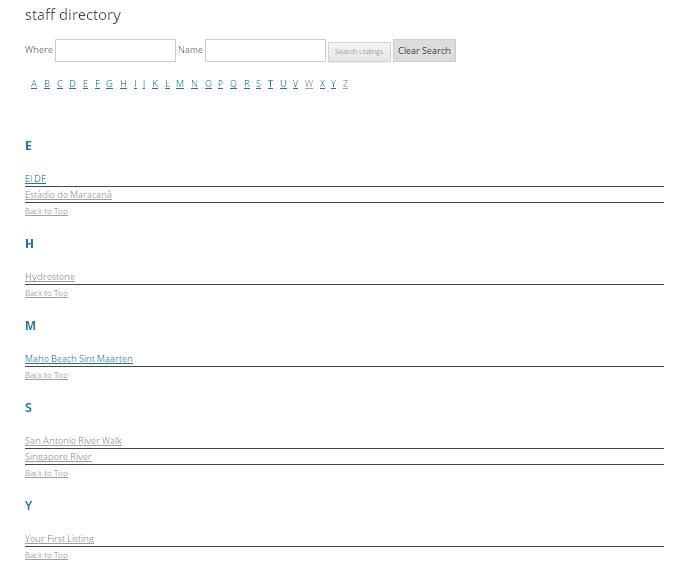 staff directory
Where Name Search Listings Clear Search
A B C D E F G H I J K L M N O P Q R S T U V W X Y Z
E
El DF
Estádio do Maracanã
Back to Top
H
Hydrostone
Back to Top
M
Maho Beach Sint Maarten
Back to Top
S
San Antonio River Walk
Singapore River
Back to Top
Y
Your First Listing
Back to Top